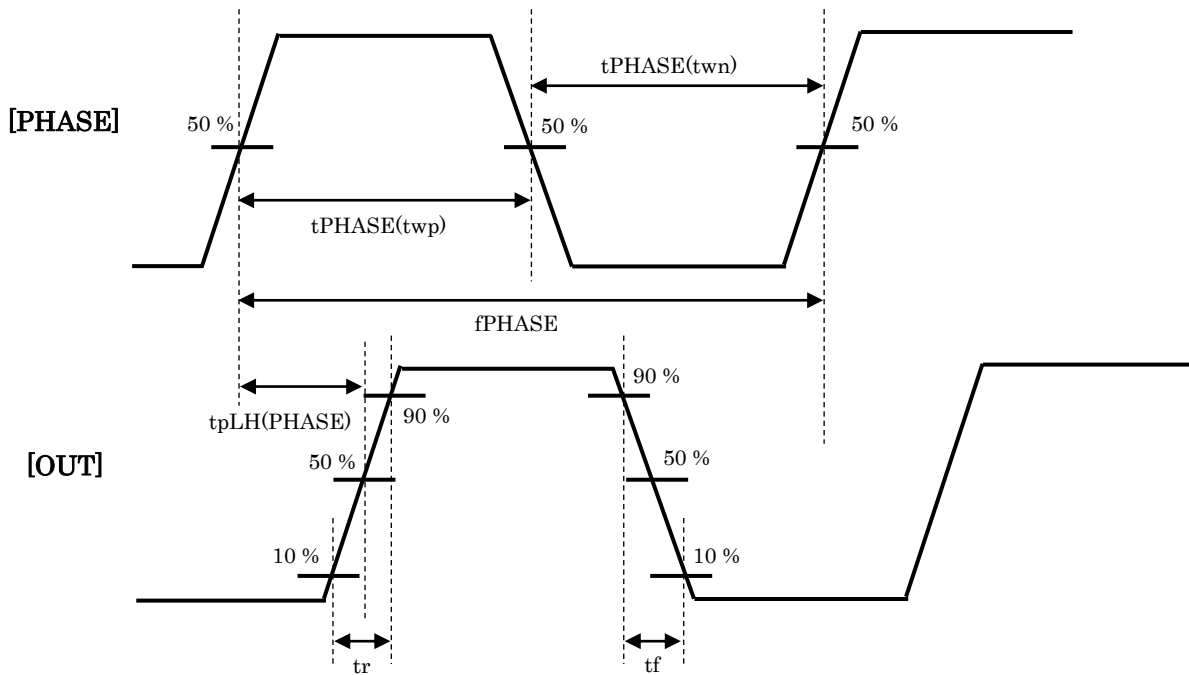 tPHASE(twn)
[PHASE]
50 %
50 %
50 %
tPHASE(twp)
fPHASE
90 %
tpLH(PHASE)
90 %
[OUT]
50 %
50 %
10 %
10 %
tr
tf